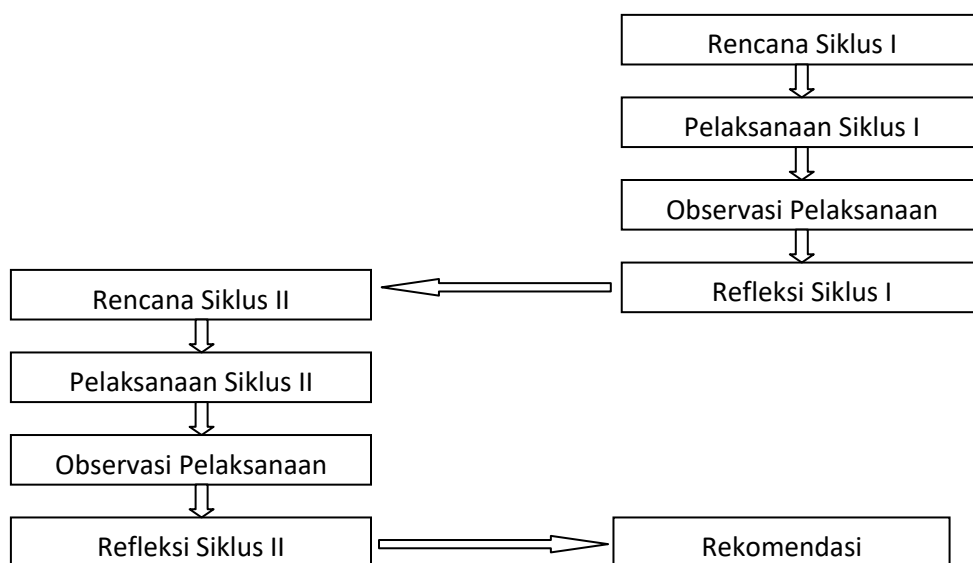 Rencana Siklus I
Pelaksanaan Siklus I
Observasi Pelaksanaan
Refleksi Siklus I
Rencana Siklus II
Pelaksanaan Siklus II
Observasi Pelaksanaan
Refleksi Siklus II
Rekomendasi